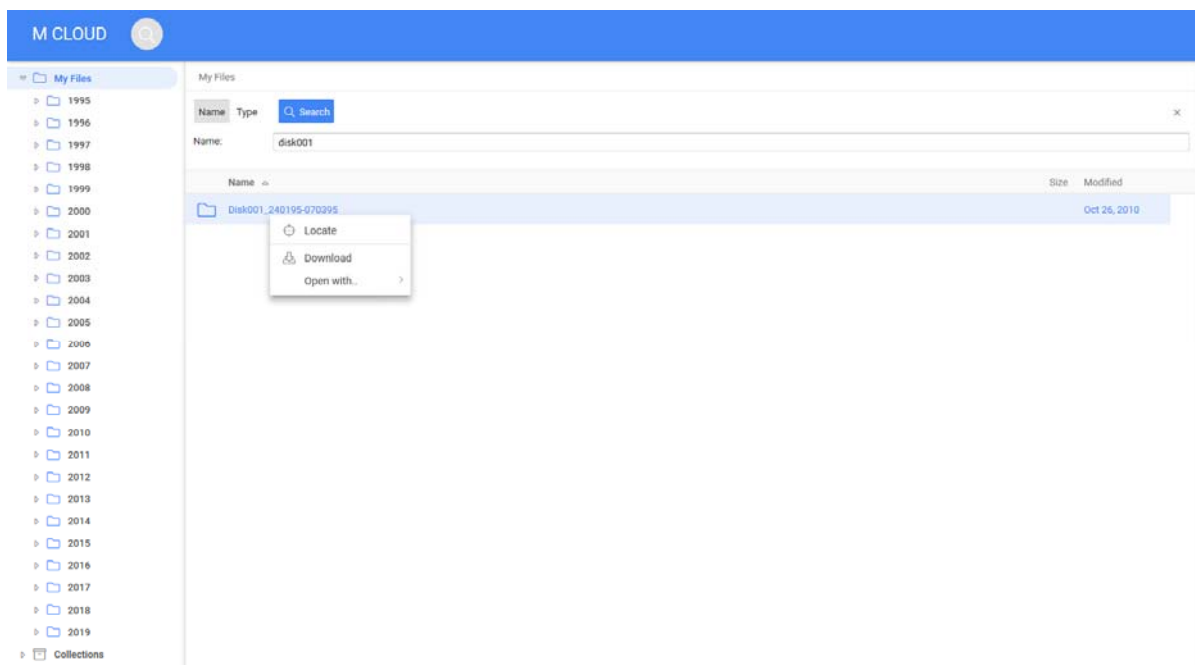 M CLOUD
My Files
1995
1996
1997
1998
1999
2000
2001
2002
2003
2004
2005
2006
2007
2008
2009
2010
2011
2012
2013
2014
2015
2016
2017
2018
2019
Collections
My Files
Name Type Search
Name: disk001
Name Size Modified
Disk001_240195-070395 Oct 26, 2010
Locate
Download
Open with..